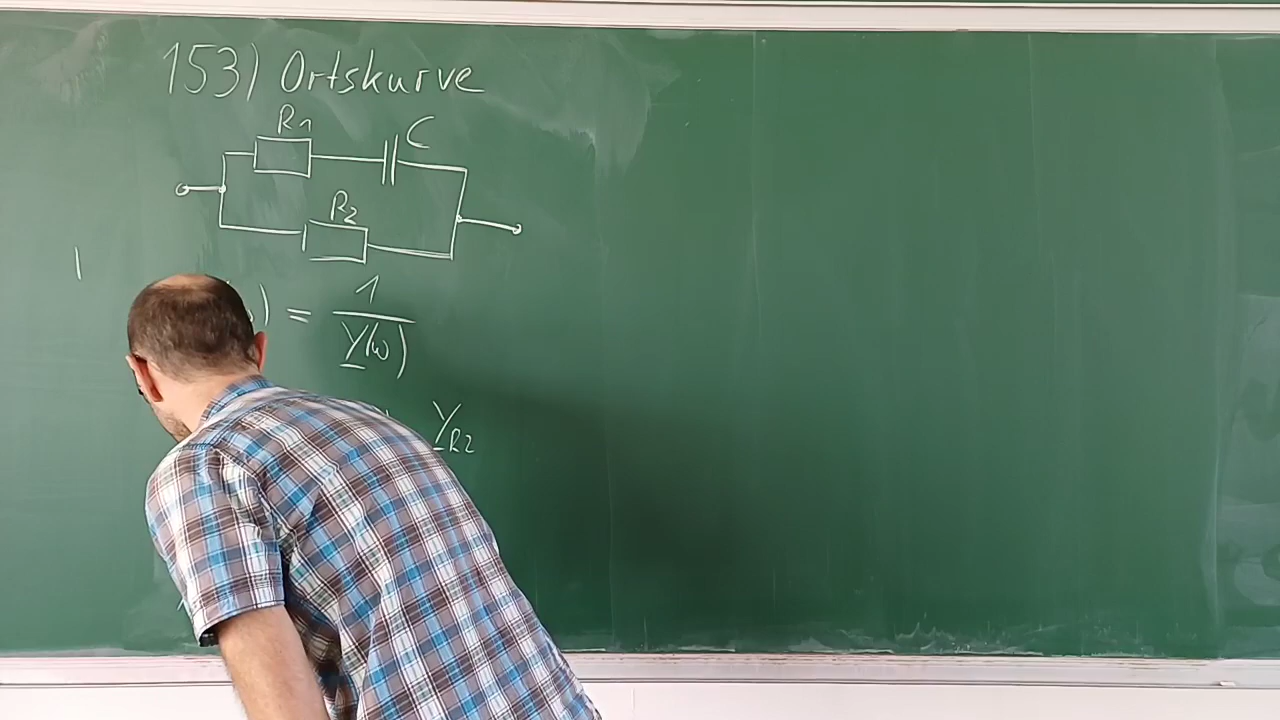 153) Ortskurve
R1 C
R2
) = 1
Y(ω)
Y R2